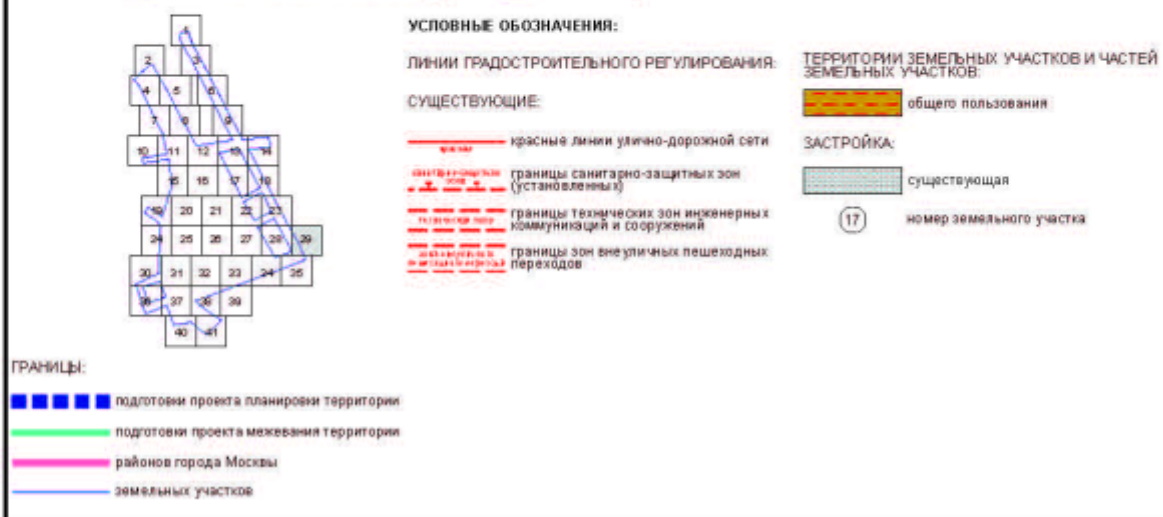 1
2 3
4 5 6
7 8 9
10 11 12 13 14
15 16 17 18
19 20 21 22 23
24 25 26 27 28 29
30 31 32 33 34 35
36 37 38 39
40 41
УСЛОВНЫЕ ОБОЗНАЧЕНИЯ:
ЛИНИИ ГРАДОСТРОИТЕЛЬНОГО РЕГУЛИРОВАНИЯ:
СУЩЕСТВУЮЩИЕ:
красные линии улично-дорожной сети
границы санитарно-защитных зон
(установленных)
границы технических зон инженерных
коммуникаций и сооружений
границы зон внеуличных пешеходных
переходов
ТЕРРИТОРИИ ЗЕМЕЛЬНЫХ УЧАСТКОВ И ЧАСТЕЙ
ЗЕМЕЛЬНЫХ УЧАСТКОВ:
общего пользования
ЗАСТРОЙКА:
существующая
17 номер земельного участка
ГРАНИЦЫ:
подготовки проекта планировки территории
подготовки проекта межевания территории
районов города Москвы
земельных участков